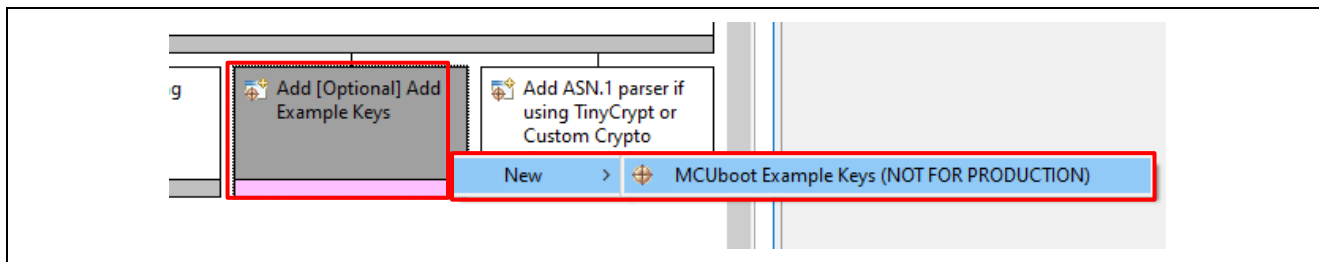 g
Add [Optional] Add
Example Keys
Add ASN.1 parser if
using TinyCrypt or
Custom Crypto
New > MCUboot Example Keys (NOT FOR PRODUCTION)